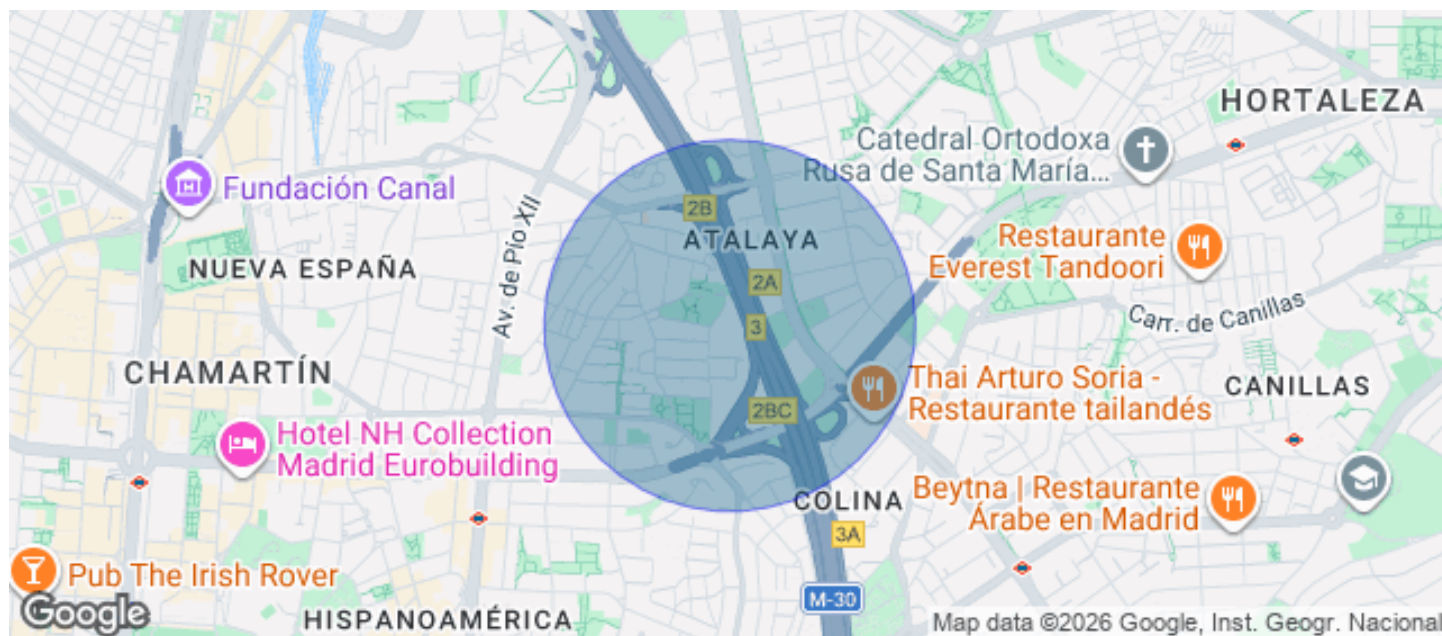 HORTALEZA
Catedral Ortodoxa
Rusa de Santa María...
Fundación Canal
2B
ATALAYA
Restaurante
Everest Tandoori
NUEVA ESPAÑA
Av. de Pío XII
2A
3
Carr. de Canillas
CHAMARTÍN
Thai Arturo Soria -
Restaurante tailandés
CANILLAS
2BC
Hotel NH Collection
Madrid Eurobuilding
COLINA
Beytna | Restaurante
Árabe en Madrid
3A
Pub The Irish Rover
M-30
Google
HISPANOAMÉRICA
Map data ©2026 Google, Inst. Geogr. Nacional